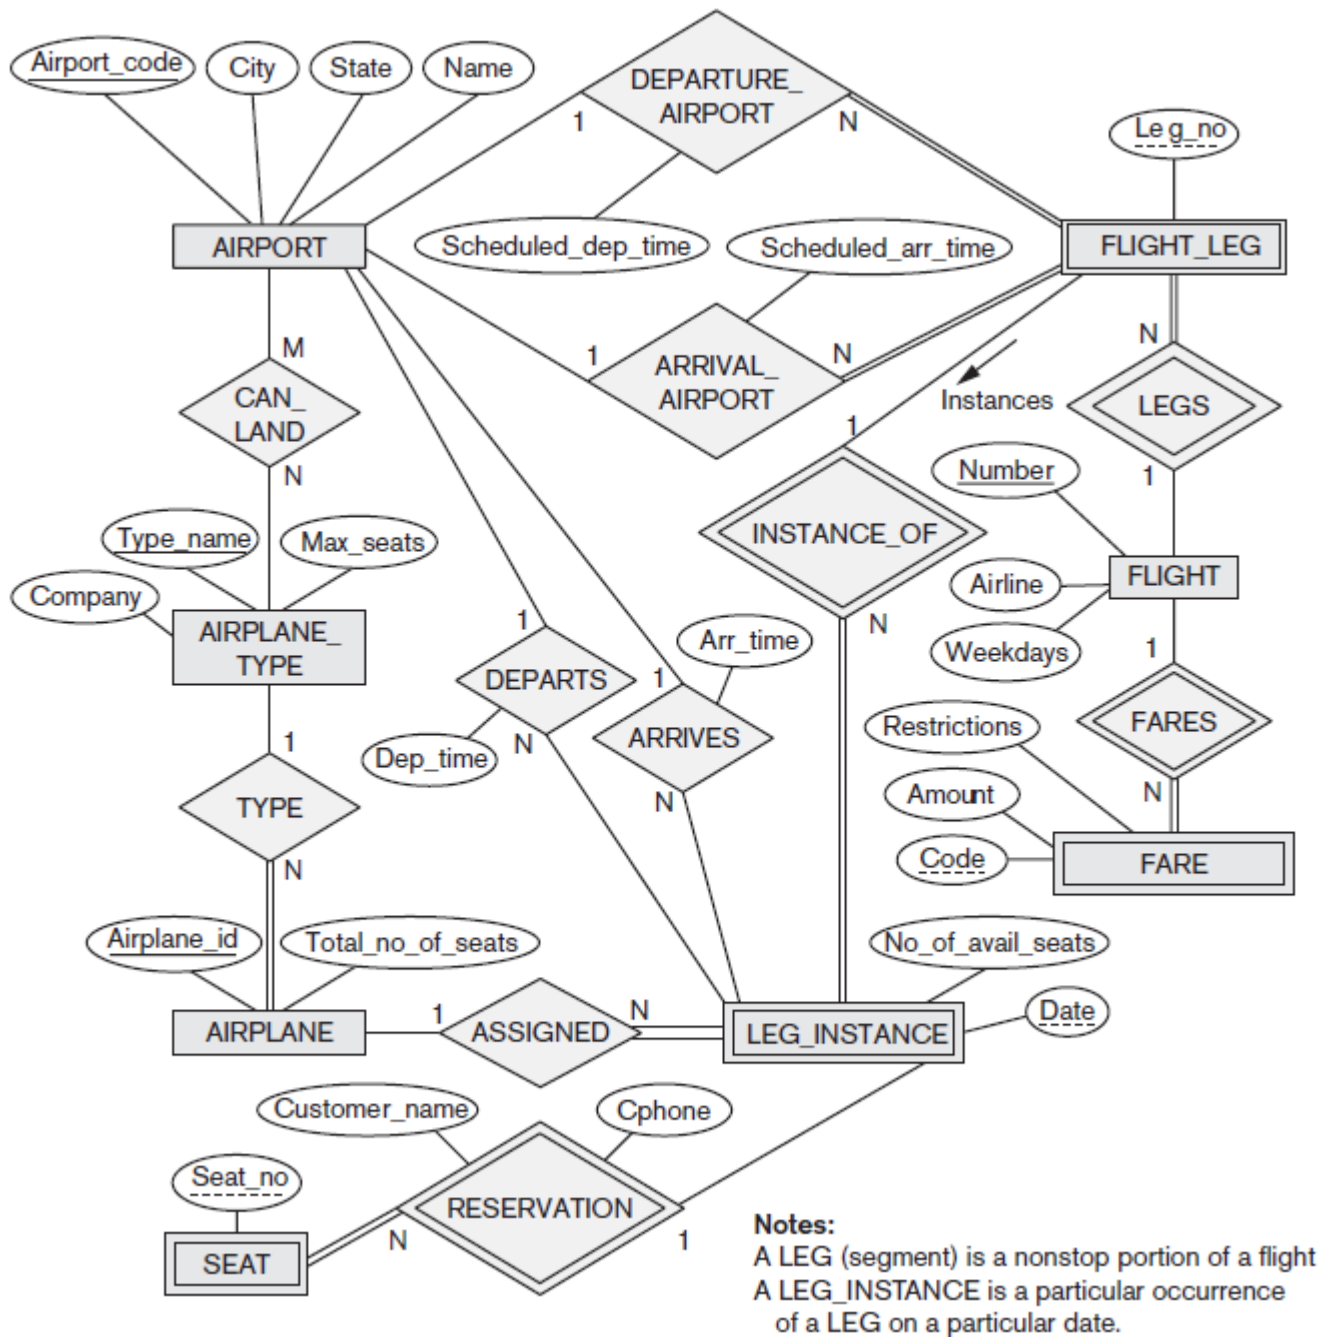 DEPARTURE_
AIRPORT
Airport_code
City
State
Name
1
N
Leg_no
AIRPORT
Scheduled_dep_time
Scheduled_arr_time
FLIGHT_LEG
M
1
ARRIVAL_
AIRPORT
N
N
CAN_
LAND
Instances
LEGS
1
N
Number
1
Type_name
Max_seats
INSTANCE_OF
Company
Airline
FLIGHT
AIRPLANE_
TYPE
1
Arr_time
N
Weekdays
1
DEPARTS
1
Restrictions
FARES
1
Dep_time
N
ARRIVES
TYPE
N
Amount
N
N
Code
FARE
Airplane_id
Total_no_of_seats
No_of_avail_seats
1
N
Date
AIRPLANE
ASSIGNED
LEG_INSTANCE
Customer_name
Cphone
Seat_no
RESERVATION
N
1
SEAT
Notes:
A LEG (segment) is a nonstop portion of a flight
A LEG_INSTANCE is a particular occurrence
of a LEG on a particular date.